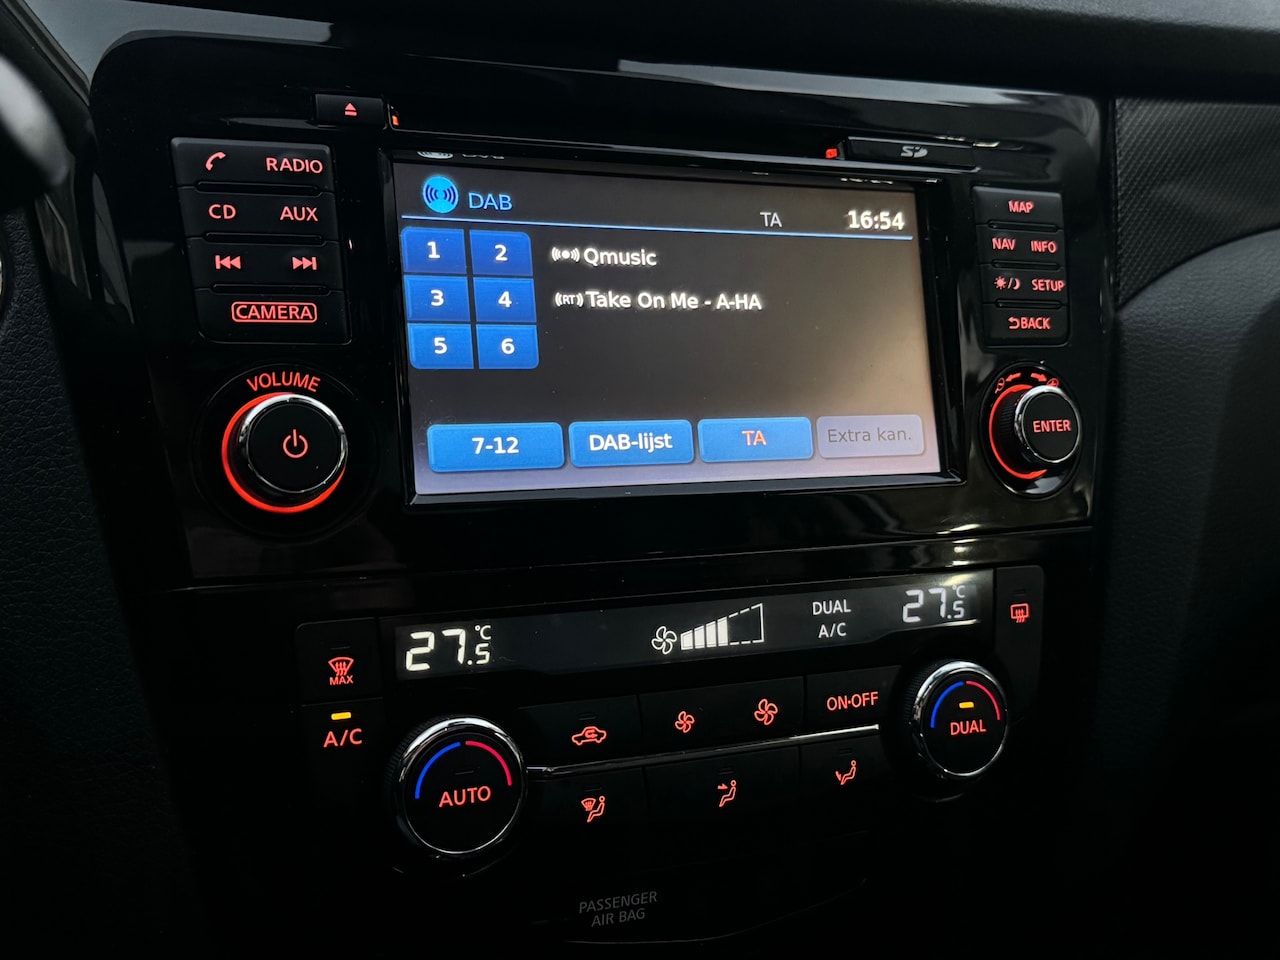 RADIO
CD AUX
CAMERA
VOLUME
DAB
TA 16:54
1 2 Qmusic
3 4 (RT) Take On Me - A-HA
5 6
7-12 DAB-lijst TA Extra kan.
MAP
NAV INFO
SETUP
BACK
ENTER
27.5°C DUAL 27.5°C
A/C
MAX
A/C
AUTO
ON·OFF
DUAL
PASSENGER
AIR BAG